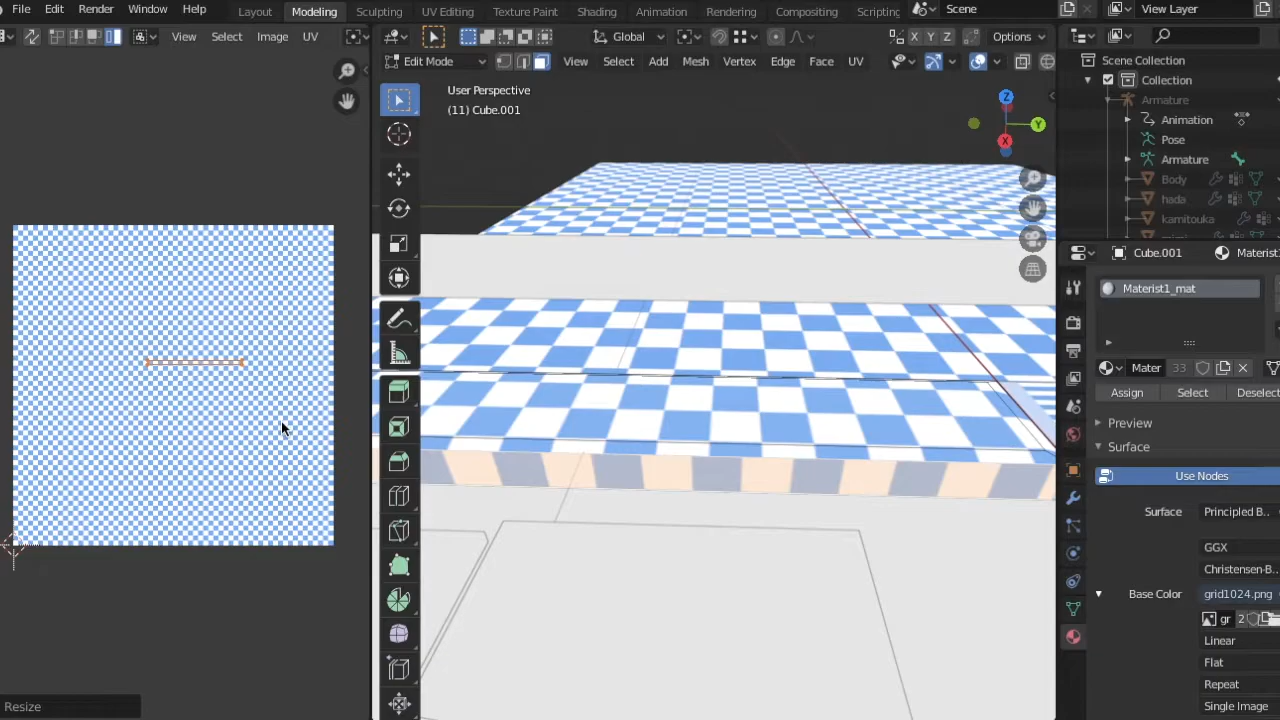 File Edit Render Window Help Layout Modeling Sculpting UV Editing Texture Paint Shading Animation Rendering Compositing Scripting Scene View Layer
View Select Image UV Global X Y Z Options
Edit Mode View Select Add Mesh Vertex Edge Face UV
Scene Collection
Collection
Armature
Animation
Pose
Armature
Body
hada
kamitouka
User Perspective
(11) Cube.001
Z
Y
X
Cube.001 Materist1
Materist1_mat
Mater 33
Assign Select Deselect
Preview
Surface
Use Nodes
Surface Principled B..
GGX
Christensen-B..
Base Color grid1024.png
gr 2
Linear
Flat
Repeat
Single Image
Resize